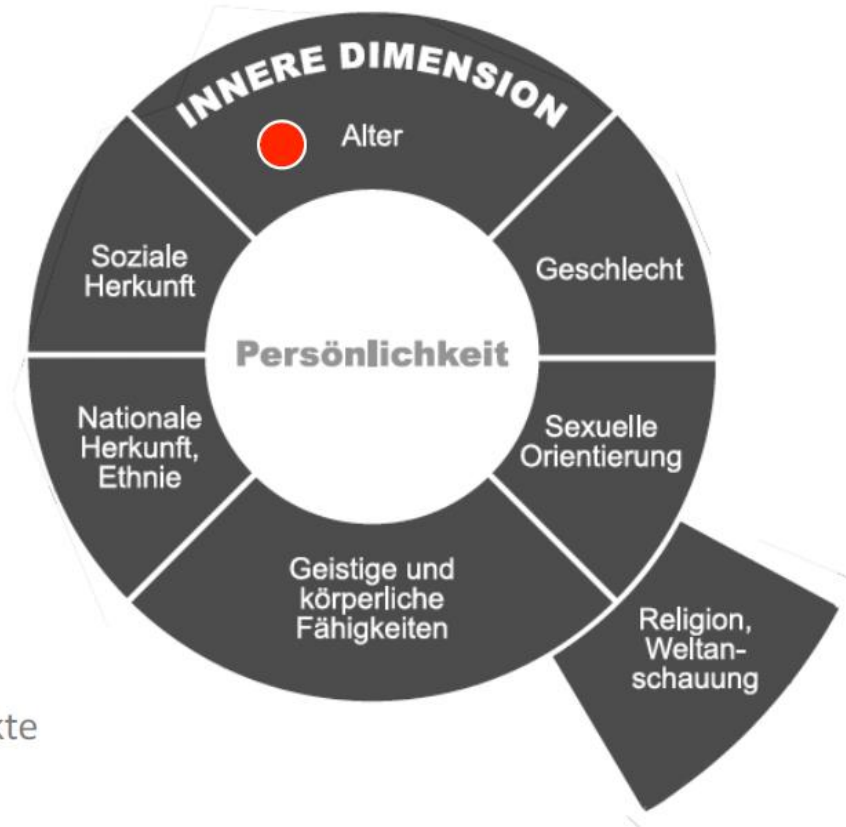 INNERE DIMENSION
Alter
Soziale
Herkunft
Geschlecht
Persönlichkeit
Nationale
Herkunft,
Ethnie
Sexuelle
Orientierung
Geistige und
körperliche
Fähigkeiten
Religion,
Weltan-
schauung